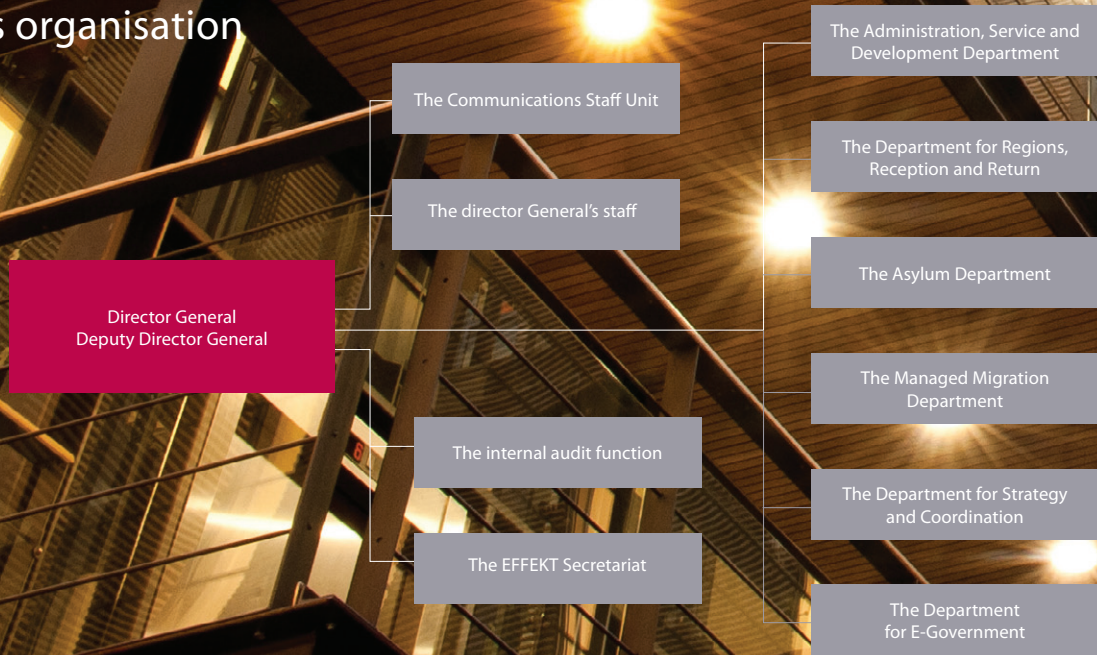 s organisation
The Communications Staff Unit
The director General's staff
Director General
Deputy Director General
The internal audit function
The EFFEKT Secretariat
The Administration, Service and
Development Department
The Department for Regions,
Reception and Return
The Asylum Department
The Managed Migration
Department
The Department for Strategy
and Coordination
The Department
for E-Government